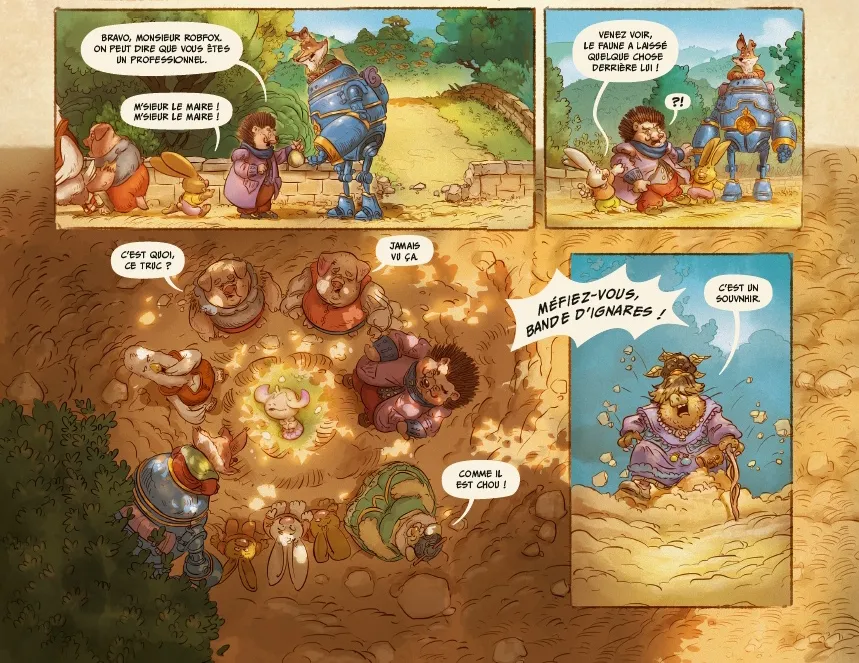 BRAVO, MONSIEUR ROBFOX.
ON PEUT DIRE QUE VOUS ÊTES
UN PROFESSIONNEL.
M'SIEUR LE MAIRE !
M'SIEUR LE MAIRE !
VENEZ VOIR,
LE FAUNE A LAISSÉ
QUELQUE CHOSE
DERRIÈRE LUI !
?!
C'EST QUOI,
CE TRUC ?
JAMAIS
VU ÇA.
COMME IL
EST CHOU !
MÉFIEZ-VOUS,
BANDE D'IGNARES !
C'EST UN
SOUVNHIR.